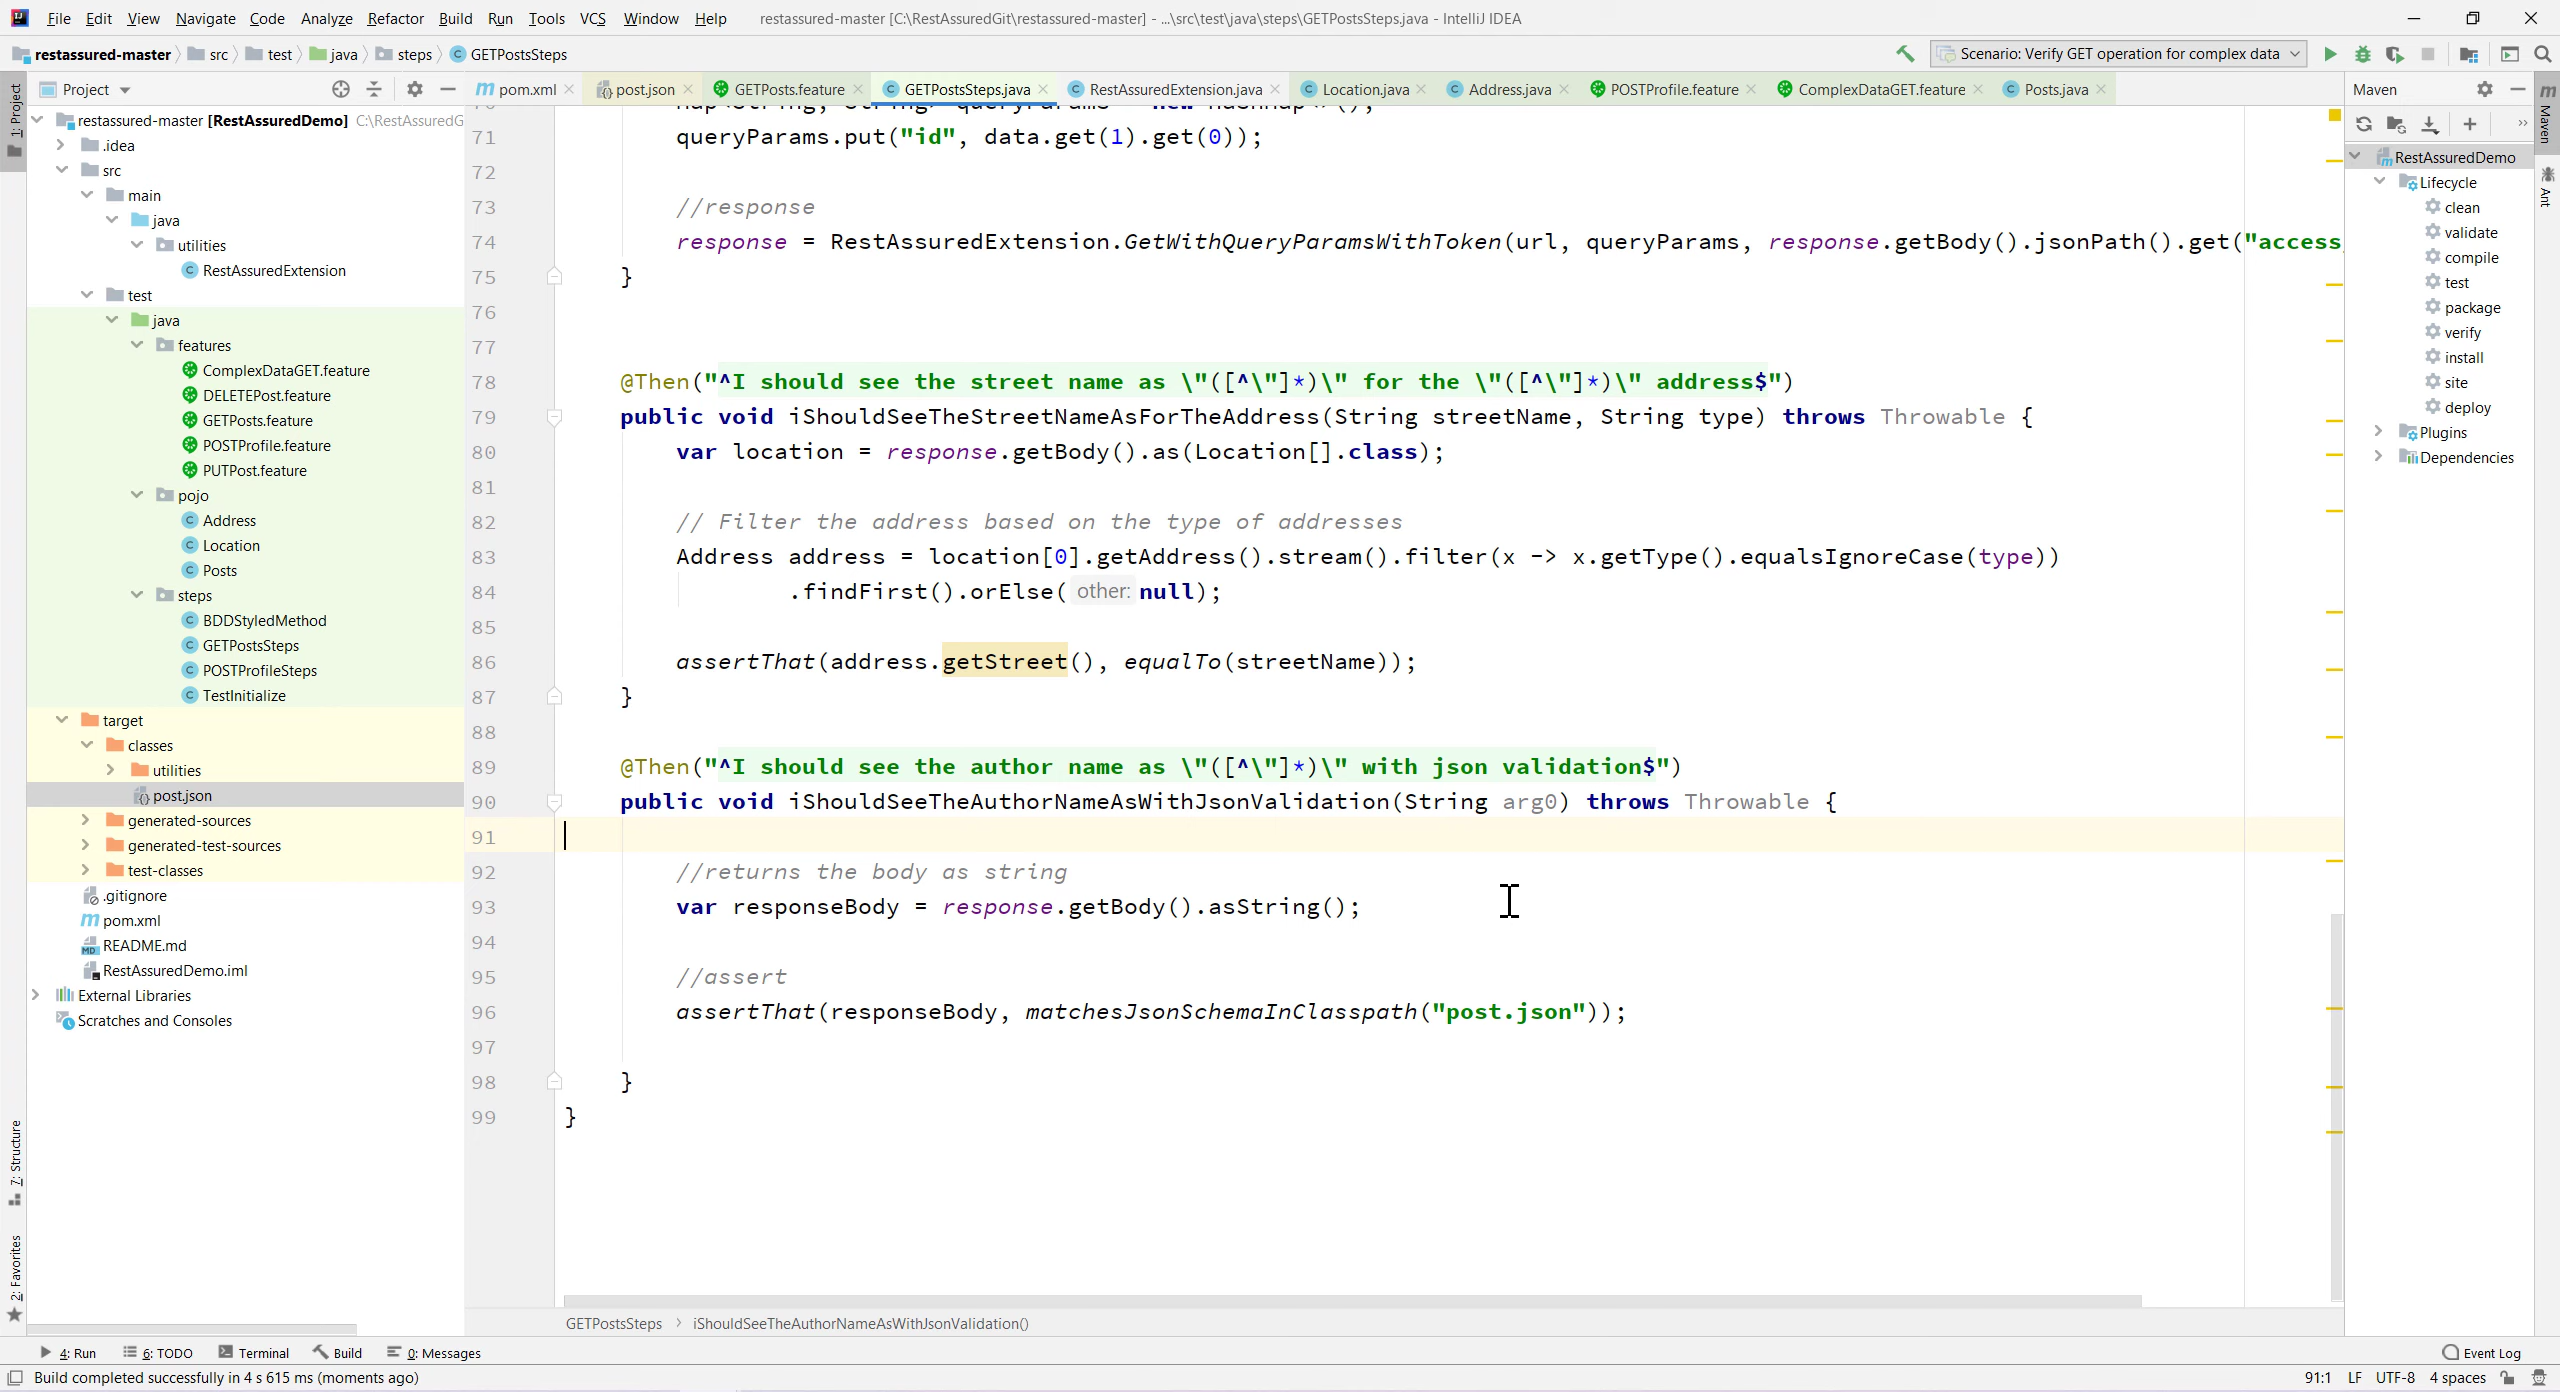 File Edit View Navigate Code Analyze Refactor Build Run Tools VCS Window Help restassured-master [C:\RestAssuredGit\restassured-master] - ...\src\test\java\steps\GETPostsSteps.java - IntelliJ IDEA
restassured-master src test java steps GETPostsSteps Scenario: Verify GET operation for complex data
Project pom.xml post.json GETPosts.feature GETPostsSteps.java RestAssuredExtension.java Location.java Address.java POSTProfile.feature ComplexDataGET.feature Posts.java Maven
1: Project
7: Structure
2: Favorites
restassured-master [RestAssuredDemo] C:\RestAssuredG
.idea
src
main
java
utilities
RestAssuredExtension
test
java
features
ComplexDataGET.feature
DELETEPost.feature
GETPosts.feature
POSTProfile.feature
PUTPost.feature
pojo
Address
Location
Posts
steps
BDDStyledMethod
GETPostsSteps
POSTProfileSteps
TestInitialize
target
classes
utilities
post.json
generated-sources
generated-test-sources
test-classes
.gitignore
pom.xml
README.md
RestAssuredDemo.iml
External Libraries
Scratches and Consoles
71 queryParams.put("id", data.get(1).get(0));
72
73 //response
74 response = RestAssuredExtension.GetWithQueryParamsWithToken(url, queryParams, response.getBody().jsonPath().get("access
75 }
76
77
78 @Then("^I should see the street name as \"([^\"]*)\" for the \"([^\"]*)\" address$")
79 public void iShouldSeeTheStreetNameAsForTheAddress(String streetName, String type) throws Throwable {
80 var location = response.getBody().as(Location[].class);
81
82 // Filter the address based on the type of addresses
83 Address address = location[0].getAddress().stream().filter(x -> x.getType().equalsIgnoreCase(type))
84 .findFirst().orElse( other: null);
85
86 assertThat(address.getStreet(), equalTo(streetName));
87 }
88
89 @Then("^I should see the author name as \"([^\"]*)\" with json validation$")
90 public void iShouldSeeTheAuthorNameAsWithJsonValidation(String arg0) throws Throwable {
91
92 //returns the body as string
93 var responseBody = response.getBody().asString();
94
95 //assert
96 assertThat(responseBody, matchesJsonSchemaInClasspath("post.json"));
97
98 }
99 }
GETPostsSteps iShouldSeeTheAuthorNameAsWithJsonValidation()
RestAssuredDemo
Lifecycle
clean
validate
compile
test
package
verify
install
site
deploy
Plugins
Dependencies
Maven
Ant
4: Run 6: TODO Terminal Build 0: Messages Event Log
Build completed successfully in 4 s 615 ms (moments ago) 91:1 LF UTF-8 4 spaces